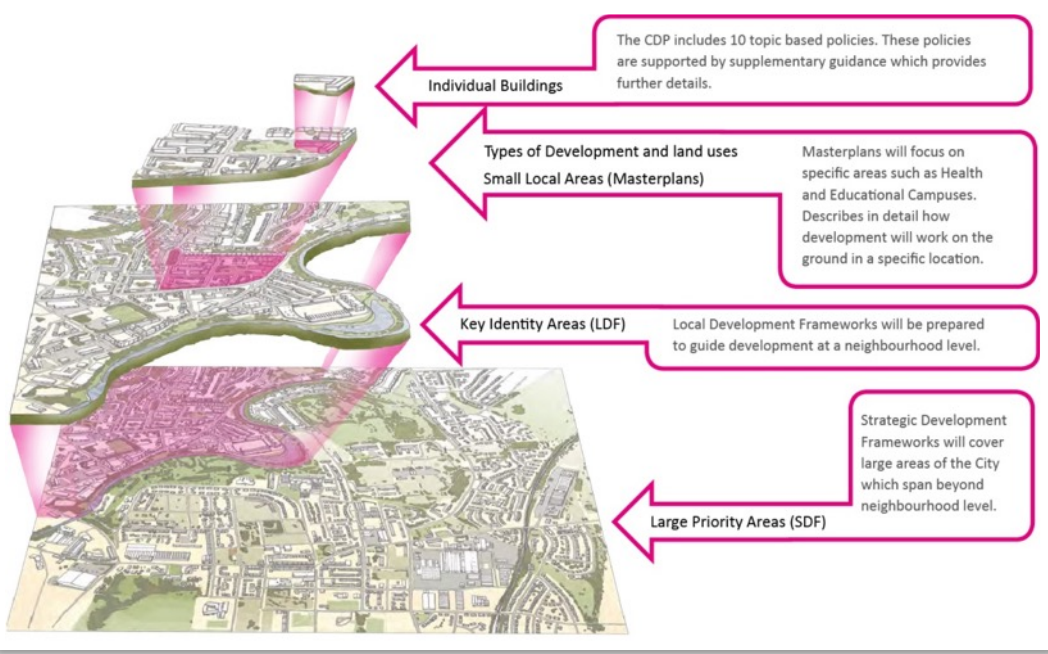 The CDP includes 10 topic based policies. These policies
are supported by supplementary guidance which provides
further details.
Individual Buildings
Types of Development and land uses
Small Local Areas (Masterplans)
Masterplans will focus on
specific areas such as Health
and Educational Campuses.
Describes in detail how
development will work on the
ground in a specific location.
Key Identity Areas (LDF)
Local Development Frameworks will be prepared
to guide development at a neighbourhood level.
Strategic Development
Frameworks will cover
large areas of the City
which span beyond
neighbourhood level.
Large Priority Areas (SDF)